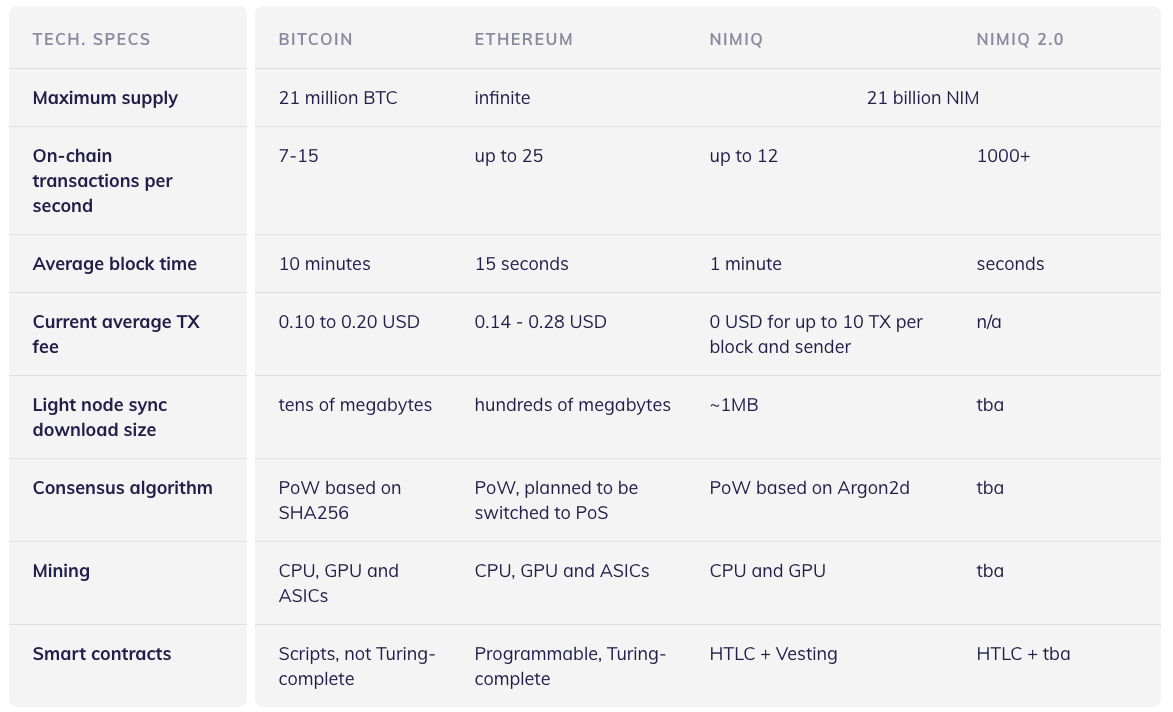 TECH. SPECS BITCOIN ETHEREUM NIMIQ NIMIQ 2.0
Maximum supply 21 million BTC infinite 21 billion NIM
On-chain 7-15 up to 25 up to 12 1000+
transactions per
second
Average block time 10 minutes 15 seconds 1 minute seconds
Current average TX 0.10 to 0.20 USD 0.14 - 0.28 USD 0 USD for up to 10 TX per n/a
fee block and sender
Light node sync tens of megabytes hundreds of megabytes ~1MB tba
download size
Consensus algorithm PoW based on PoW, planned to be PoW based on Argon2d tba
SHA256 switched to PoS
Mining CPU, GPU and CPU, GPU and ASICs CPU and GPU tba
ASICs
Smart contracts Scripts, not Turing- Programmable, Turing- HTLC + Vesting HTLC + tba
complete complete